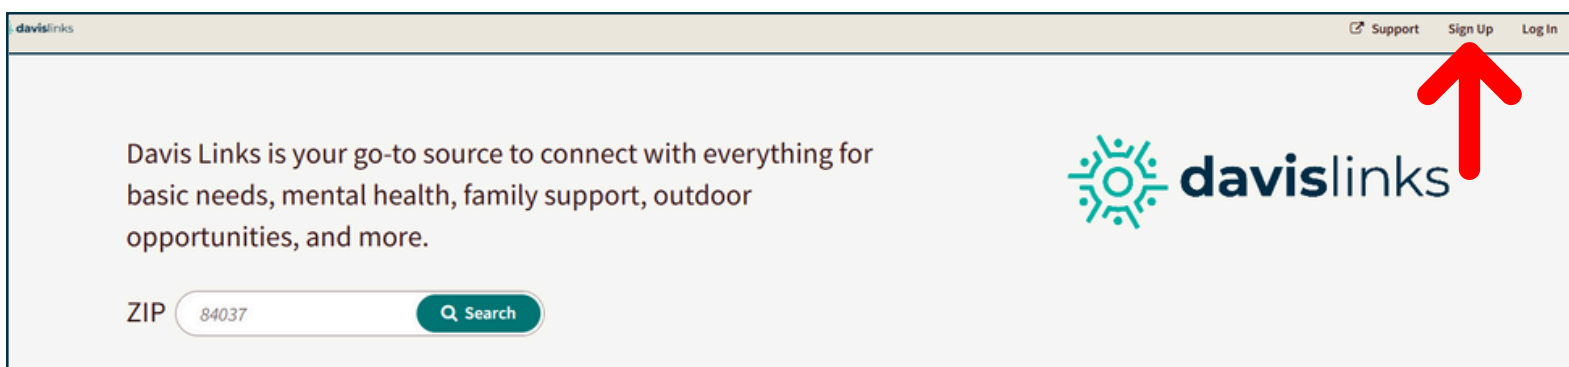 davislinks
Support Sign Up Log In
Davis Links is your go-to source to connect with everything for
basic needs, mental health, family support, outdoor
opportunities, and more.
davislinks
ZIP 84037 Search